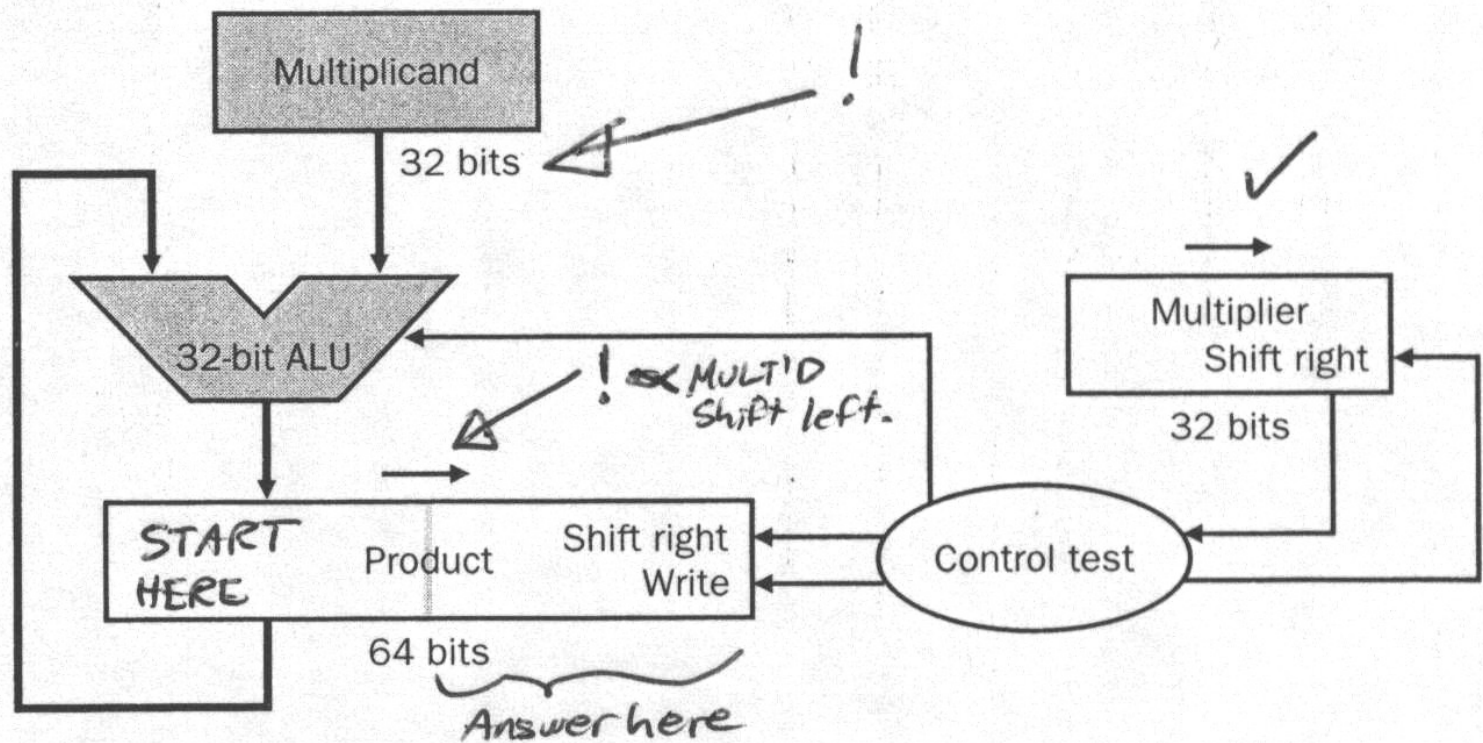 Multiplicand
!
32 bits
32-bit ALU
! MULT'D
Shift left.
Multiplier
Shift right
32 bits
START
HERE
Product
Shift right
Write
Control test
64 bits
Answer here